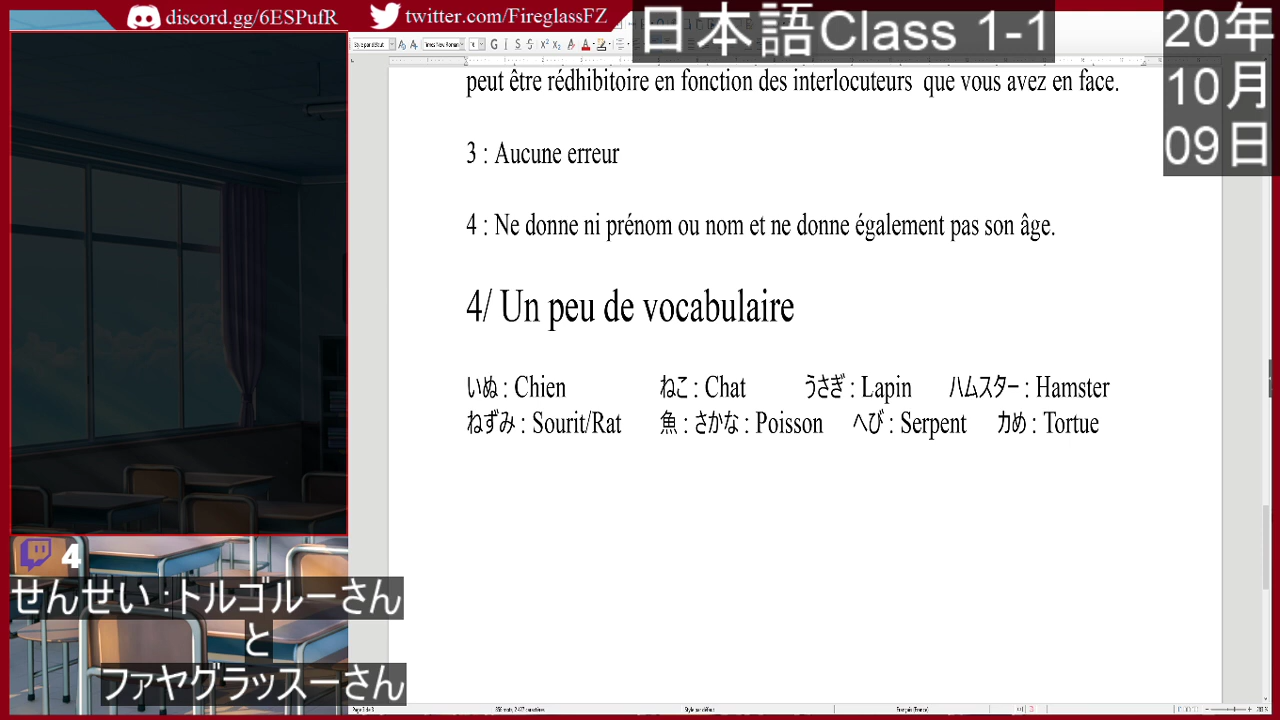 discord.gg/6ESPufR
twitter.com/FireglassFZ
日本語Class 1-1
20年
10月
09日
peut être rédhibitoire en fonction des interlocuteurs que vous avez en face.
3 : Aucune erreur
4 : Ne donne ni prénom ou nom et ne donne également pas son âge.
4/ Un peu de vocabulaire
いぬ : Chien ねこ : Chat うさぎ : Lapin ハムスター : Hamster
ねずみ : Sourit/Rat 魚 : さかな : Poisson へび : Serpent カめ : Tortue
4
せんせい :トルゴルーさん
と
ファヤグラッスーさん